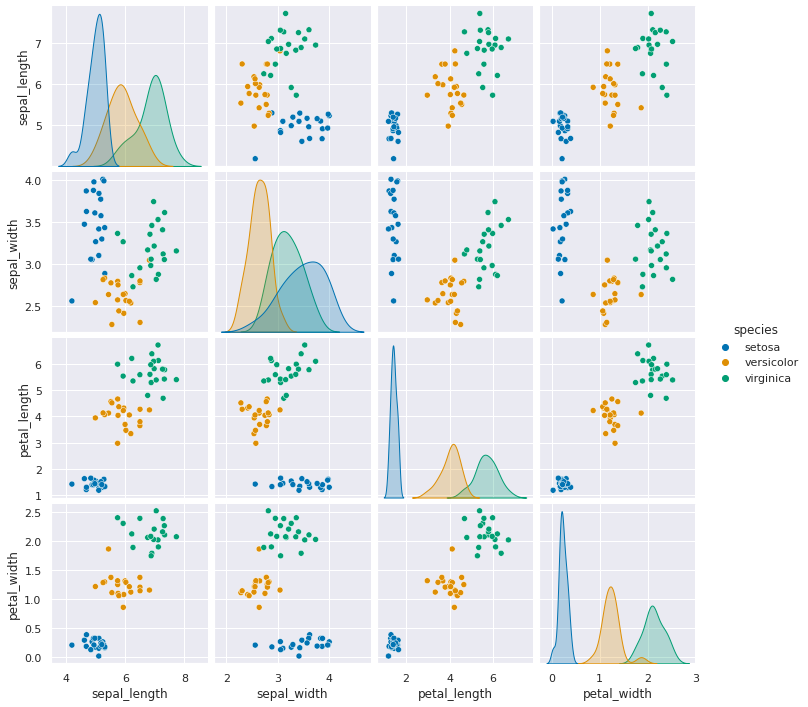 sepal_length
7
6
5
sepal_width
4.0
3.5
3.0
2.5
species
setosa
versicolor
virginica
petal_length
6
5
4
3
2
1
petal_width
2.5
2.0
1.5
1.0
0.5
0.0
4 6 8 2 3 4 2 4 6 0 1 2 3
sepal_length sepal_width petal_length petal_width